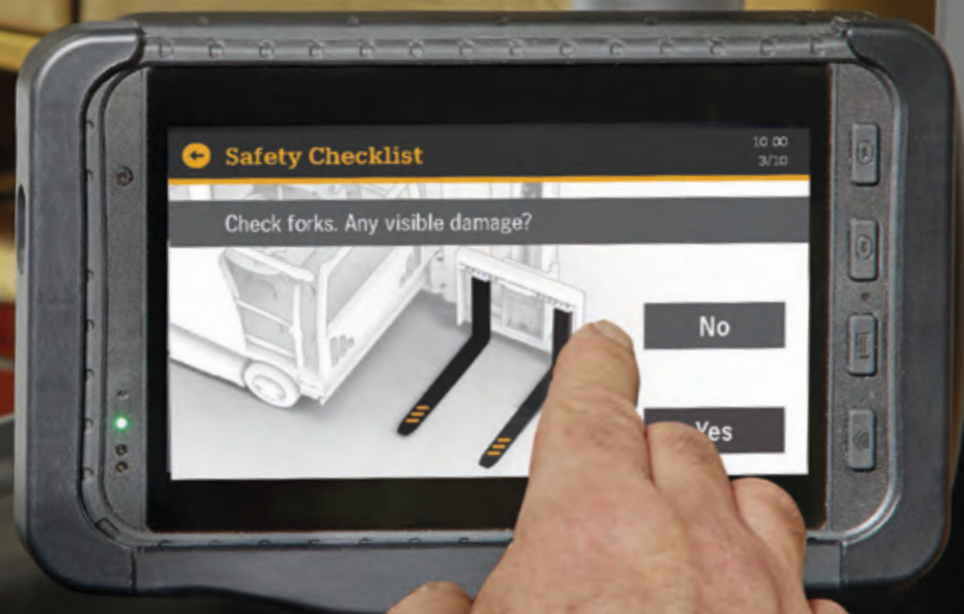 Safety Checklist
10 00
3/10
Check forks. Any visible damage?
No
Yes